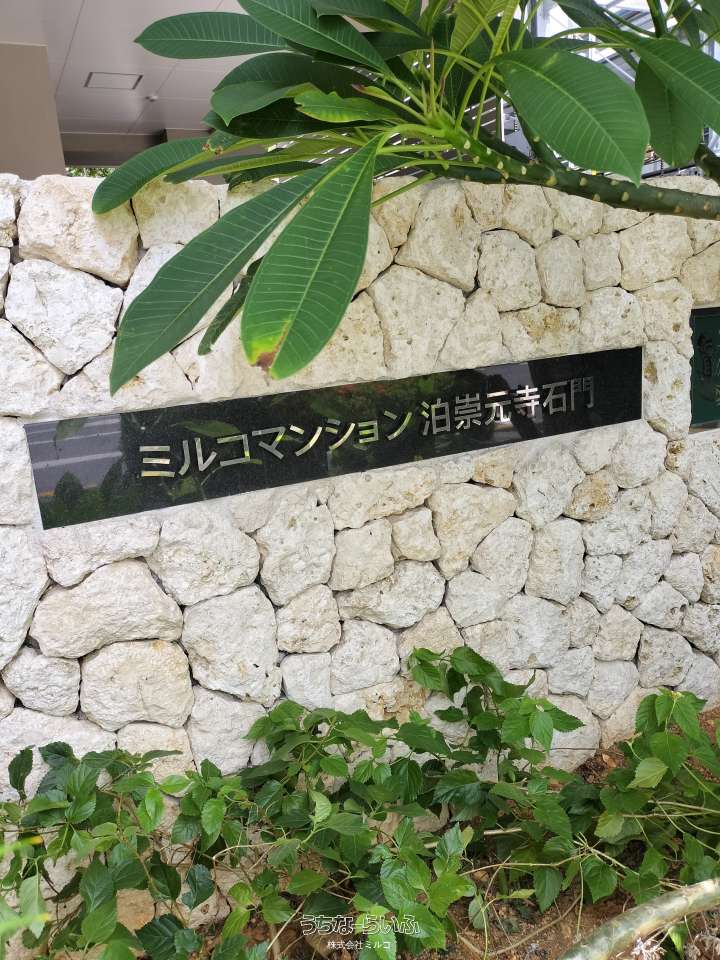 ミルコマンション 泊崇元寺石門
うちなーらいふ
株式会社ミルコ